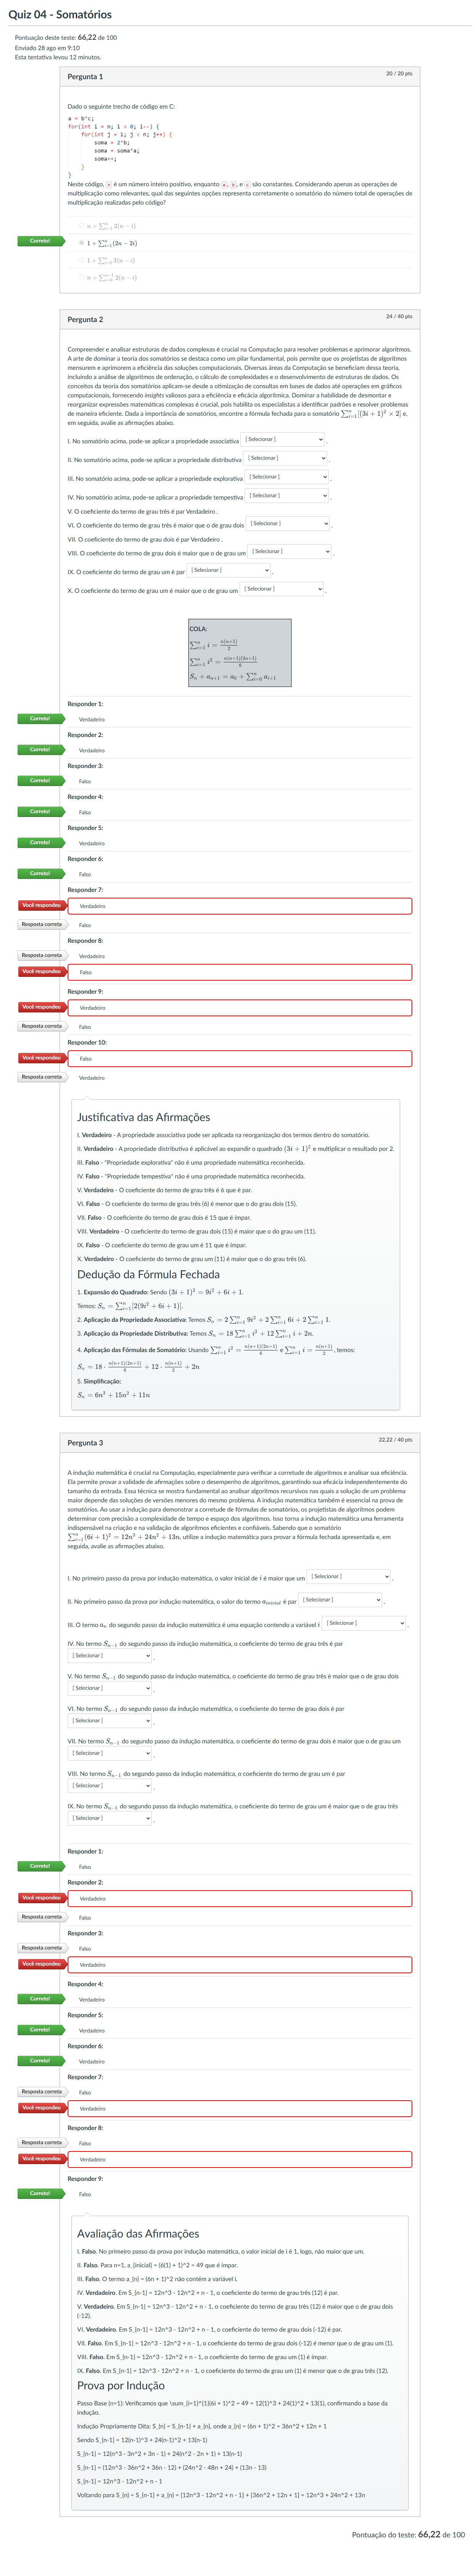 Quiz 04 - Somatórios
Pontuação deste teste: 66,22 de 100
Enviado 28 ago em 9:10
Esta tentativa levou 12 minutos.
Pergunta 1
20 / 20 pts
Dado o seguinte trecho de código em C:
a = b*c;
for(int i = n; i > 0; i--) {
for(int j = i; j < n; j++) {
soma = 2*b;
soma = soma*a;
soma++;
}
}
Neste código, n é um número inteiro positivo, enquanto a, b, e c são constantes. Considerando apenas as operações de
multiplicação como relevantes, qual das seguintes opções representa corretamente o somatório do número total de operações de
multiplicação realizadas pelo código?
Correto!
1 + ∑_{i=1}^{n}(2n − 2i)
Pergunta 2
24 / 40 pts
Compreender e analisar estruturas de dados complexas é crucial na Computação para resolver problemas e aprimorar algoritmos.
A arte de dominar a teoria dos somatórios se destaca como um pilar fundamental, pois permite que os projetistas de algoritmos
mensurem e aprimorem a eficiência das soluções computacionais. Diversas áreas da Computação se beneficiam dessa teoria,
incluindo a análise de algoritmos de ordenação, o cálculo de complexidades e o desenvolvimento de estruturas de dados. Os
conceitos da teoria dos somatórios aplicam-se desde a otimização de consultas em bases de dados até operações em gráficos
computacionais, fornecendo insights valiosos para a eficiência e eficácia algorítmica. Dominar a habilidade de desmontar e
reorganizar expressões matemáticas complexas é crucial, pois habilita os especialistas a identificar padrões e resolver problemas
de maneira eficiente. Dada a importância de somatórios, encontre a fórmula fechada para o somatório ∑_{i=1}^{n}[(3i + 1)² × 2] e,
em seguida, avalie as afirmações abaixo.
I. No somatório acima, pode-se aplicar a propriedade associativa [ Selecionar ] .
II. No somatório acima, pode-se aplicar a propriedade distributiva [ Selecionar ] .
III. No somatório acima, pode-se aplicar a propriedade explorativa [ Selecionar ] .
IV. No somatório acima, pode-se aplicar a propriedade tempestiva [ Selecionar ] .
V. O coeficiente do termo de grau três é par Verdadeiro .
VI. O coeficiente do termo de grau três é maior que o de grau dois [ Selecionar ] .
VII. O coeficiente do termo de grau dois é par Verdadeiro .
VIII. O coeficiente do termo de grau dois é maior que o de grau um [ Selecionar ] .
IX. O coeficiente do termo de grau um é par [ Selecionar ] .
X. O coeficiente do termo de grau um é maior que o de grau um [ Selecionar ] .
COLA:
∑_{i=1}^{n} i = n(n+1)/2
∑_{i=1}^{n} i² = n(n+1)(2n+1)/6
S_n + a_{n+1} = a_0 + ∑_{i=0}^{n} a_{i+1}
Responder 1:
Correto!
Verdadeiro
Responder 2:
Correto!
Verdadeiro
Responder 3:
Correto!
Falso
Responder 4:
Correto!
Falso
Responder 5:
Correto!
Verdadeiro
Responder 6:
Correto!
Falso
Responder 7:
Você respondeu
Verdadeiro
Resposta correta
Falso
Responder 8:
Resposta correta
Verdadeiro
Você respondeu
Falso
Responder 9:
Você respondeu
Verdadeiro
Resposta correta
Falso
Responder 10:
Você respondeu
Falso
Resposta correta
Verdadeiro
Justificativa das Afirmações
I. Verdadeiro - A propriedade associativa pode ser aplicada na reorganização dos termos dentro do somatório.
II. Verdadeiro - A propriedade distributiva é aplicável ao expandir o quadrado (3i + 1)² e multiplicar o resultado por 2.
III. Falso - "Propriedade explorativa" não é uma propriedade matemática reconhecida.
IV. Falso - "Propriedade tempestiva" não é uma propriedade matemática reconhecida.
V. Verdadeiro - O coeficiente do termo de grau três é 6 que é par.
VI. Falso - O coeficiente do termo de grau três (6) é menor que o do grau dois (15).
VII. Falso - O coeficiente do termo de grau dois é 15 que é ímpar.
VIII. Verdadeiro - O coeficiente do termo de grau dois (15) é maior que o do grau um (11).
IX. Falso - O coeficiente do termo de grau um é 11 que é ímpar.
X. Verdadeiro - O coeficiente do termo de grau um (11) é maior que o do grau três (6).
Dedução da Fórmula Fechada
1. Expansão do Quadrado: Sendo (3i + 1)² = 9i² + 6i + 1.
Temos: S_n = ∑_{i=1}^{n}[2(9i² + 6i + 1)].
2. Aplicação da Propriedade Associativa: Temos S_n = 2∑_{i=1}^{n} 9i² + 2∑_{i=1}^{n} 6i + 2∑_{i=1}^{n} 1.
3. Aplicação da Propriedade Distributiva: Temos S_n = 18∑_{i=1}^{n} i² + 12∑_{i=1}^{n} i + 2n.
4. Aplicação das Fórmulas de Somatório: Usando ∑_{i=1}^{n} i² = n(n+1)(2n+1)/6 e ∑_{i=1}^{n} i = n(n+1)/2, temos:
S_n = 18 · n(n+1)(2n+1)/6 + 12 · n(n+1)/2 + 2n
5. Simplificação:
S_n = 6n³ + 15n² + 11n
Pergunta 3
22,22 / 40 pts
A indução matemática é crucial na Computação, especialmente para verificar a corretude de algoritmos e analisar sua eficiência.
Ela permite provar a validade de afirmações sobre o desempenho de algoritmos, garantindo sua eficácia independentemente do
tamanho da entrada. Essa técnica se mostra fundamental ao analisar algoritmos recursivos nos quais a solução de um problema
maior depende das soluções de versões menores do mesmo problema. A indução matemática também é essencial na prova de
somatórios. Ao usar a indução para demonstrar a corretude de fórmulas de somatórios, os projetistas de algoritmos podem
determinar com precisão a complexidade de tempo e espaço dos algoritmos. Isso torna a indução matemática uma ferramenta
indispensável na criação e na validação de algoritmos eficientes e confiáveis. Sabendo que o somatório
∑_{i=1}^{n}(6i + 1)² = 12n³ + 24n² + 13n, utilize a indução matemática para provar a fórmula fechada apresentada e, em
seguida, avalie as afirmações abaixo.
I. No primeiro passo da prova por indução matemática, o valor inicial de i é maior que um [ Selecionar ] .
II. No primeiro passo da prova por indução matemática, o valor do termo a_{inicial} é par [ Selecionar ] .
III. O termo a_n do segundo passo da indução matemática é uma equação contendo a variável i [ Selecionar ] .
IV. No termo S_{n−1} do segundo passo da indução matemática, o coeficiente do termo de grau três é par
[ Selecionar ] .
V. No termo S_{n−1} do segundo passo da indução matemática, o coeficiente do termo de grau três é maior que o de grau dois
[ Selecionar ] .
VI. No termo S_{n−1} do segundo passo da indução matemática, o coeficiente do termo de grau dois é par
[ Selecionar ] .
VII. No termo S_{n−1} do segundo passo da indução matemática, o coeficiente do termo de grau dois é maior que o de grau um
[ Selecionar ] .
VIII. No termo S_{n−1} do segundo passo da indução matemática, o coeficiente do termo de grau um é par
[ Selecionar ] .
IX. No termo S_{n−1} do segundo passo da indução matemática, o coeficiente do termo de grau um é maior que o de grau três
[ Selecionar ] .
Responder 1:
Correto!
Falso
Responder 2:
Você respondeu
Verdadeiro
Resposta correta
Falso
Responder 3:
Resposta correta
Falso
Você respondeu
Verdadeiro
Responder 4:
Correto!
Verdadeiro
Responder 5:
Correto!
Verdadeiro
Responder 6:
Correto!
Verdadeiro
Responder 7:
Resposta correta
Falso
Você respondeu
Verdadeiro
Responder 8:
Resposta correta
Falso
Você respondeu
Verdadeiro
Responder 9:
Correto!
Falso
Avaliação das Afirmações
I. Falso. No primeiro passo da prova por indução matemática, o valor inicial de i é 1, logo, não maior que um.
II. Falso. Para n=1, a_[inicial] = (6(1) + 1)^2 = 49 que é ímpar.
III. Falso. O termo a_[n] = (6n + 1)^2 não contém a variável i.
IV. Verdadeiro. Em S_[n-1] = 12n^3 - 12n^2 + n - 1, o coeficiente do termo de grau três (12) é par.
V. Verdadeiro. Em S_[n-1] = 12n^3 - 12n^2 + n - 1, o coeficiente do termo de grau três (12) é maior que o de grau dois
(-12).
VI. Verdadeiro. Em S_[n-1] = 12n^3 - 12n^2 + n - 1, o coeficiente do termo de grau dois (-12) é par.
VII. Falso. Em S_[n-1] = 12n^3 - 12n^2 + n - 1, o coeficiente do termo de grau dois (-12) é menor que o de grau um (1).
VIII. Falso. Em S_[n-1] = 12n^3 - 12n^2 + n - 1, o coeficiente do termo de grau um (1) é ímpar.
IX. Falso. Em S_[n-1] = 12n^3 - 12n^2 + n - 1, o coeficiente do termo de grau um (1) é menor que o de grau três (12).
Prova por Indução
Passo Base (n=1): Verificamos que \sum_{i=1}^{1}(6i + 1)^2 = 49 = 12(1)^3 + 24(1)^2 + 13(1), confirmando a base da
indução.
Indução Propriamente Dita: S_[n] = S_[n-1] + a_[n], onde a_[n] = (6n + 1)^2 = 36n^2 + 12n + 1
Sendo S_[n-1] = 12(n-1)^3 + 24(n-1)^2 + 13(n-1)
S_[n-1] = 12(n^3 - 3n^2 + 3n - 1) + 24(n^2 - 2n + 1) + 13(n-1)
S_[n-1] = (12n^3 - 36n^2 + 36n - 12) + (24n^2 - 48n + 24) + (13n - 13)
S_[n-1] = 12n^3 - 12n^2 + n - 1
Voltando para S_[n] = S_[n-1] + a_[n] = [12n^3 - 12n^2 + n - 1] + [36n^2 + 12n + 1] = 12n^3 + 24n^2 + 13n
Pontuação do teste: 66,22 de 100